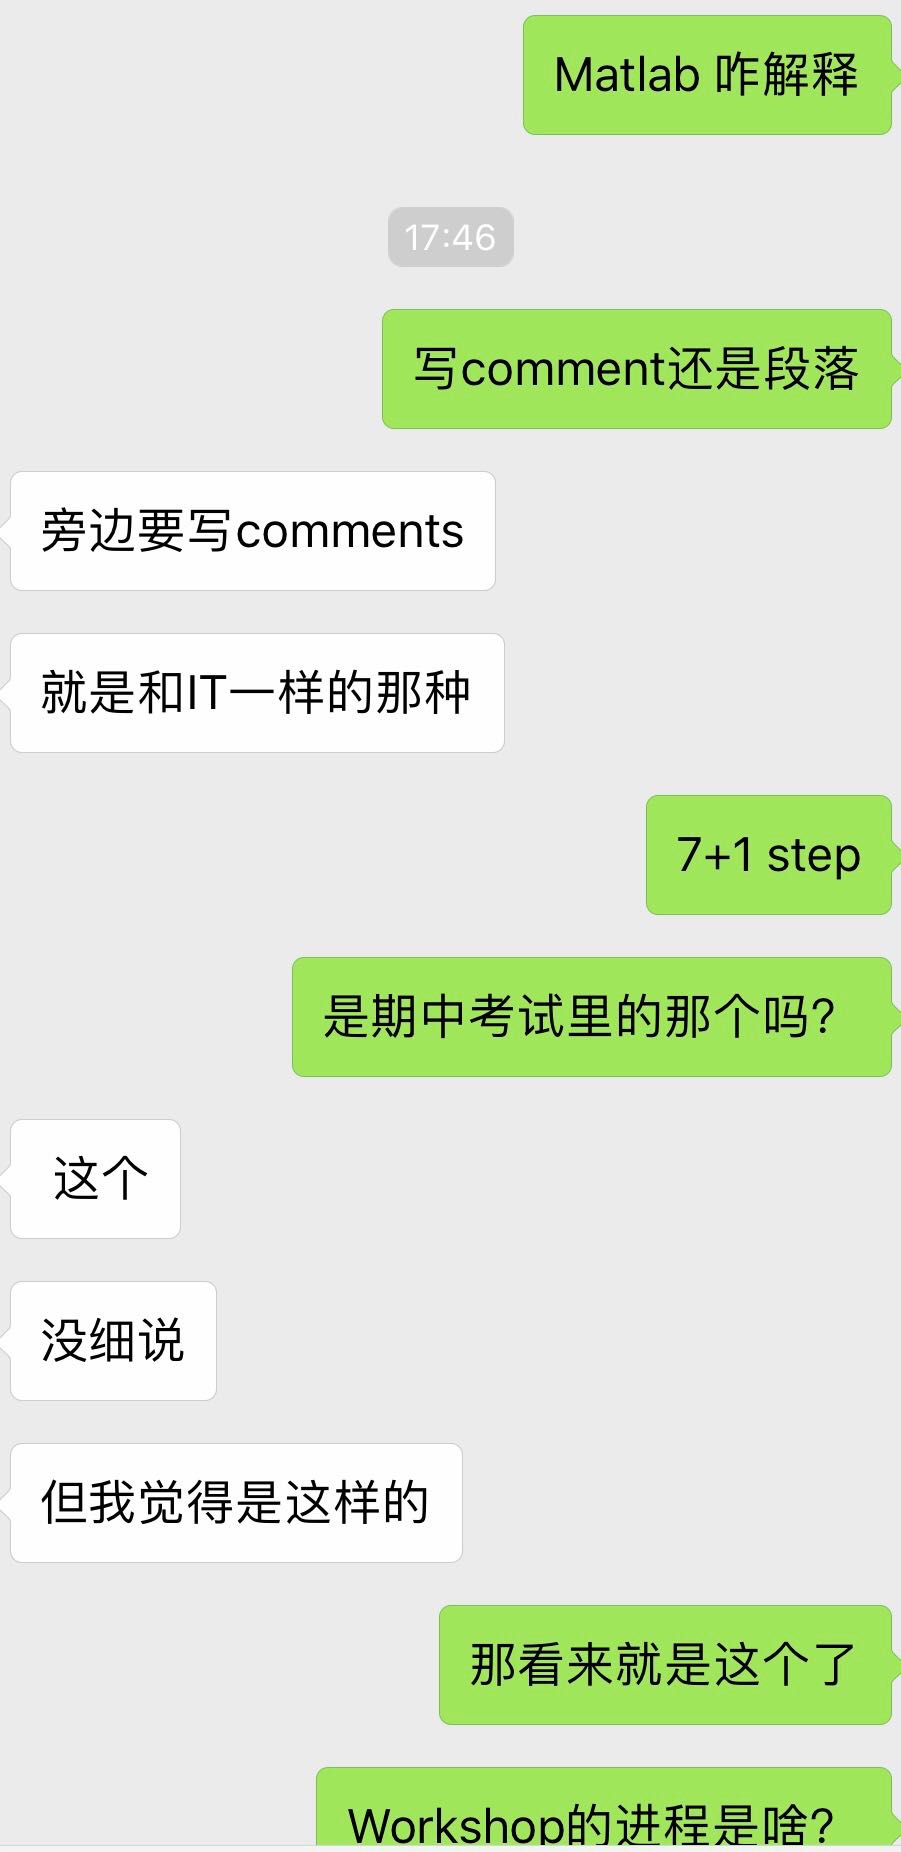 Matlab 咋解释
17:46
写comment还是段落
旁边要写comments
就是和IT一样的那种
7+1 step
是期中考试里的那个吗?
这个
没细说
但我觉得是这样的
那看来就是这个了
Workshop的进程是啥?